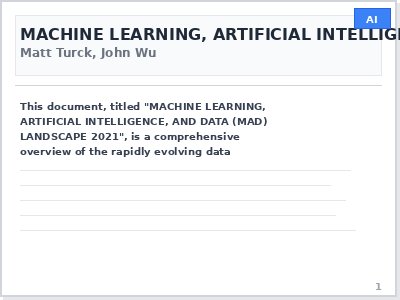 AI
MACHINE LEARNING, ARTIFICIAL
Matt Turck, John Wu
This document, titled "MACHINE LEARNING,
ARTIFICIAL INTELLIGENCE, AND DATA (MAD)
LANDSCAPE 2021", is a comprehensive
overview of the rapidly evolving data
1